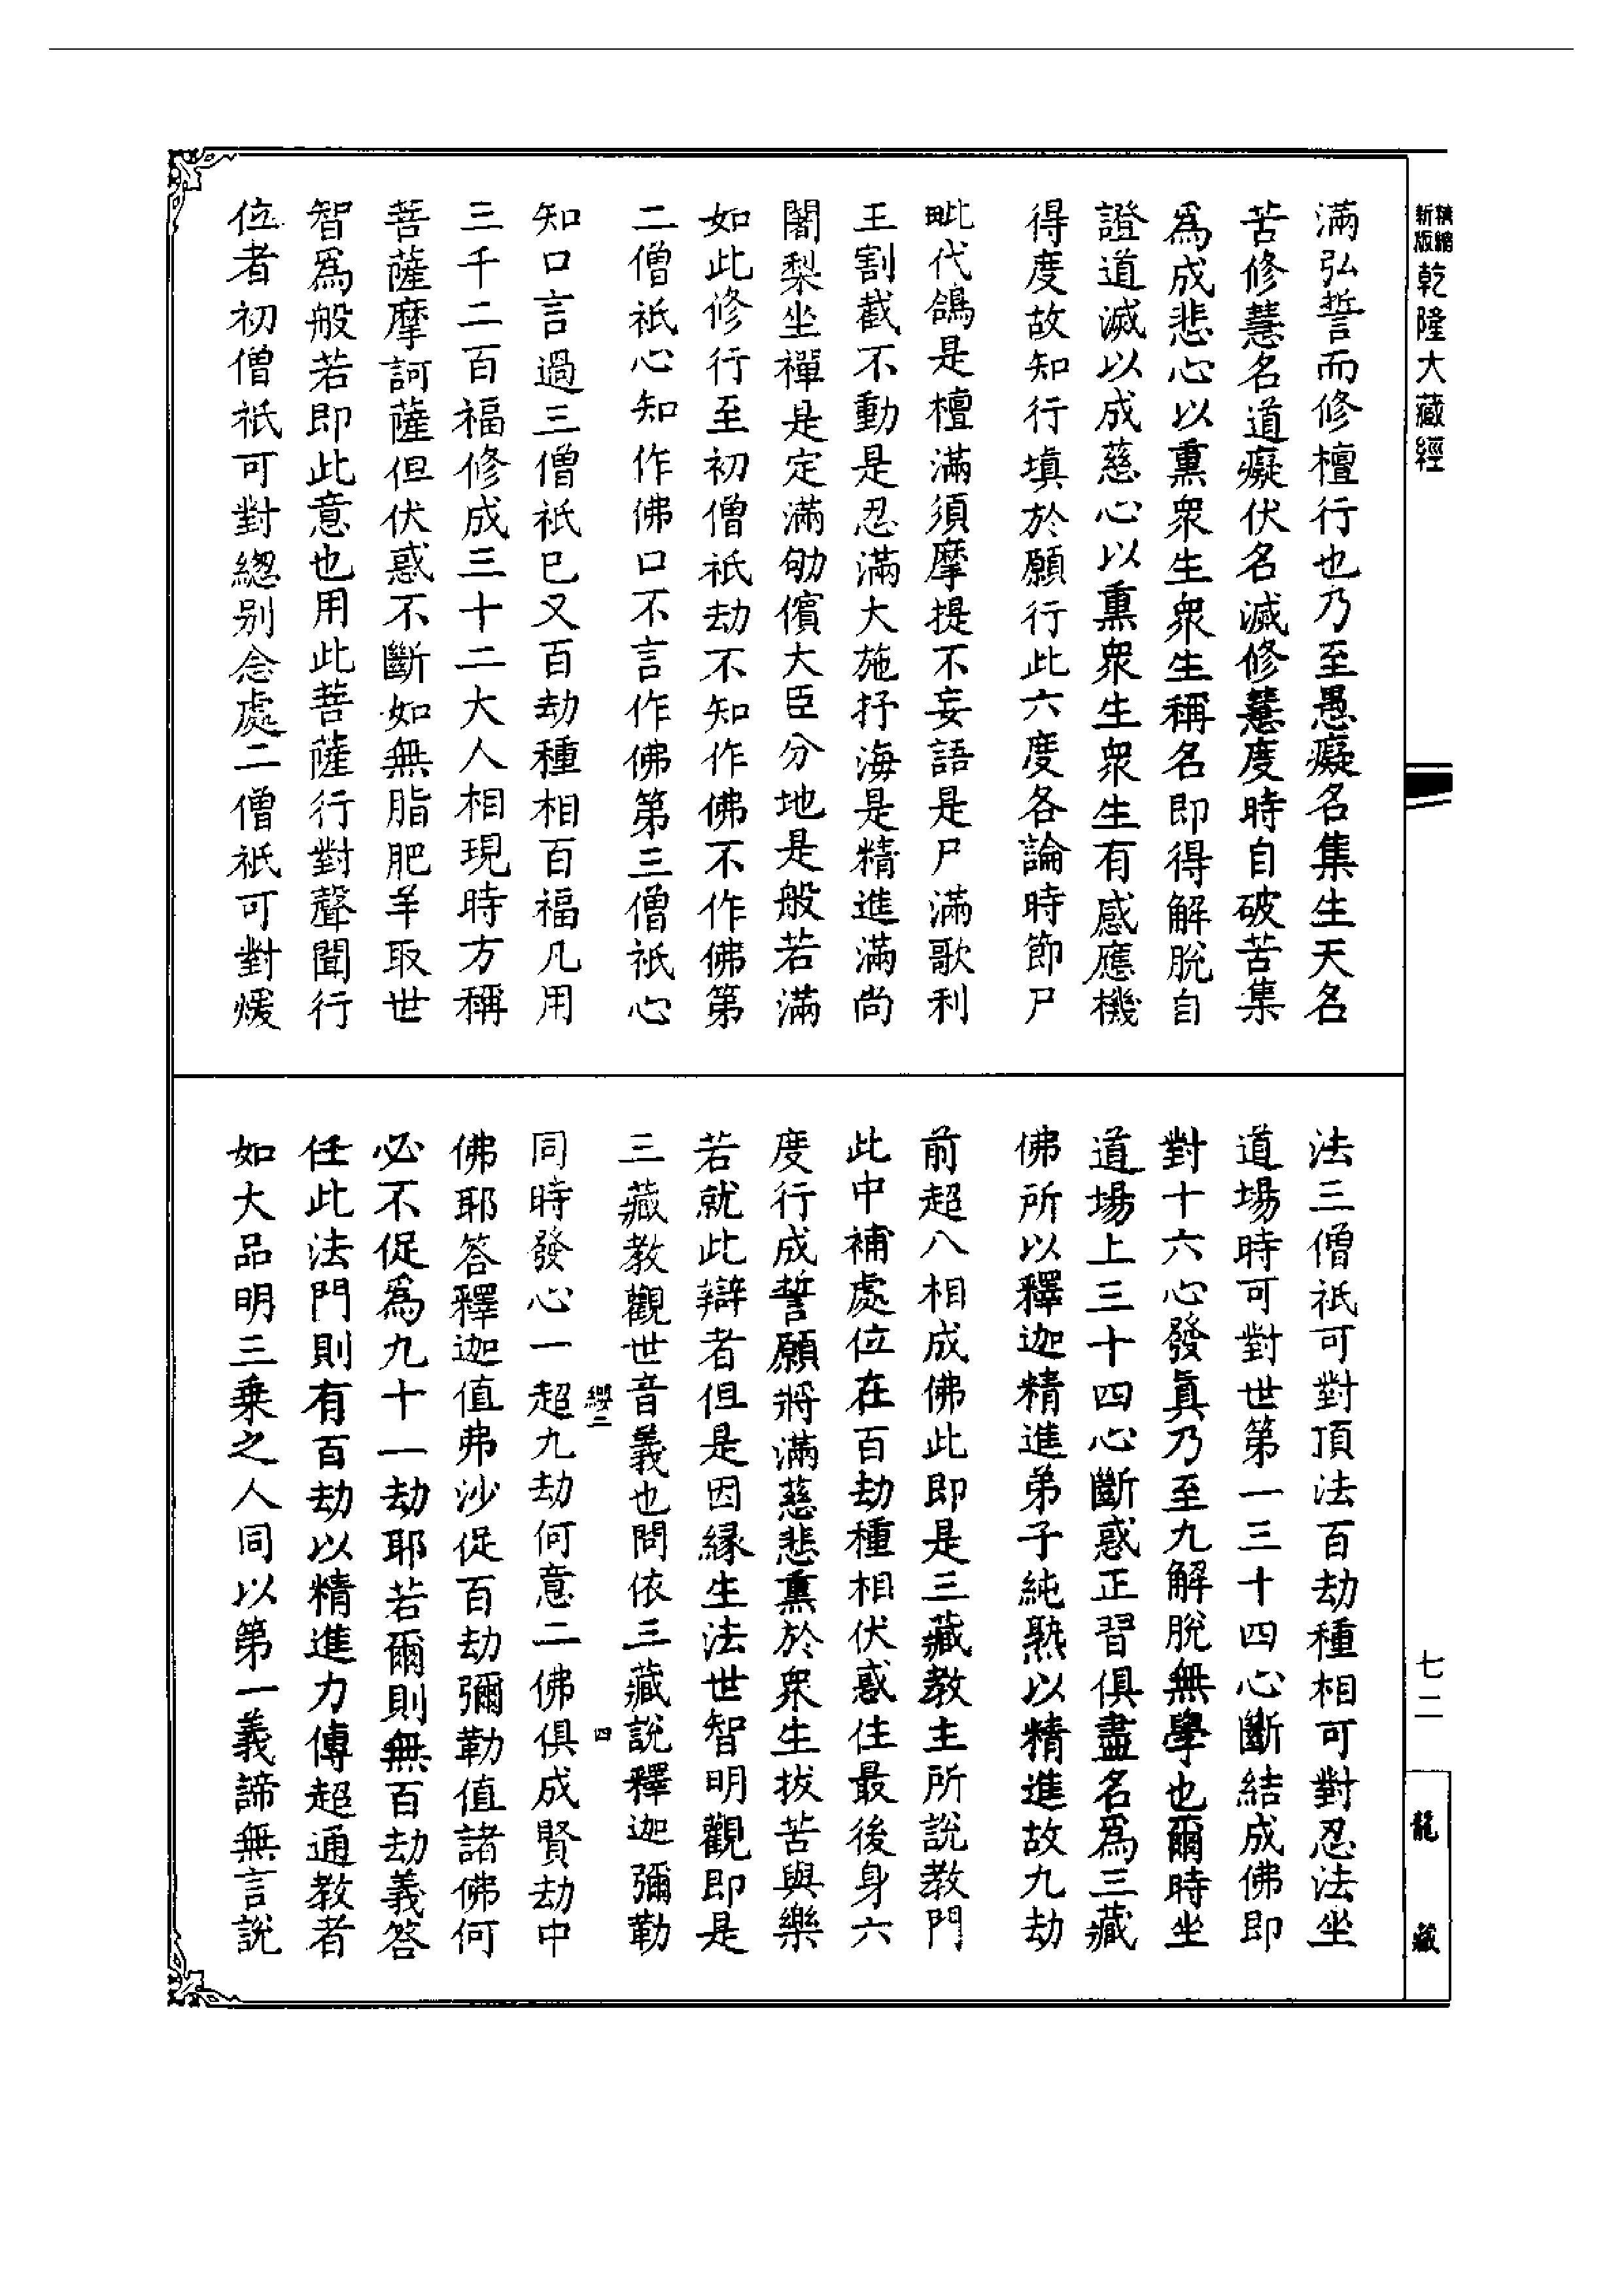 新版精縮乾隆大藏經
滿弘誓而修檀行也乃至愚癡名集生天名
苦修慧名道癡伏名滅修慧度時自破苦集
為成悲心以熏衆生衆生稱名即得解脫自
證道滅以成慈心以熏衆生衆生有感應機
得度故知行填於願行此六度各論時節尸
毗代鴿是檀滿須摩提不妄語是尸滿歌利
王割截不動是忍滿大施抒海是精進滿尚
闍梨坐禪是定滿劬儐大臣分地是般若滿
如此修行至初僧祇劫不知作佛不作佛第
二僧祇心知作佛口不言作佛第三僧祇心
知口言過三僧祇已又百劫種相百福凡用
三千二百福修成三十二大人相現時方稱
菩薩摩訶薩但伏惑不斷如無脂肥羊取世
智為般若即此意也用此菩薩行對聲聞行
位者初僧祇可對緫别念處二僧祇可對煖
法三僧祇可對頂法百劫種相可對忍法坐
道場時可對世第一三十四心斷結成佛即
對十六心發眞乃至九解脫無學也爾時坐
道場上三十四心斷惑正習俱盡名為三藏
佛所以釋迦精進弟子純熟以精進故九劫
前超八相成佛此即是三藏教主所說教門
此中補處位在百劫種相伏惑住最後身六
度行成誓願將滿慈悲熏於衆生拔苦與樂
若就此辯者但是因緣生法世智明觀即是
三藏教觀世音義也問依三藏說釋迦彌勒
纓二 四
同時發心一超九劫何意二佛俱成賢劫中
佛耶答釋迦值弗沙促百劫彌勒值諸佛何
必不促為九十一劫耶若爾則無百劫義答
任此法門則有百劫以精進力傳超通教者
如大品明三乘之人同以第一義諦無言說
七二
龍藏